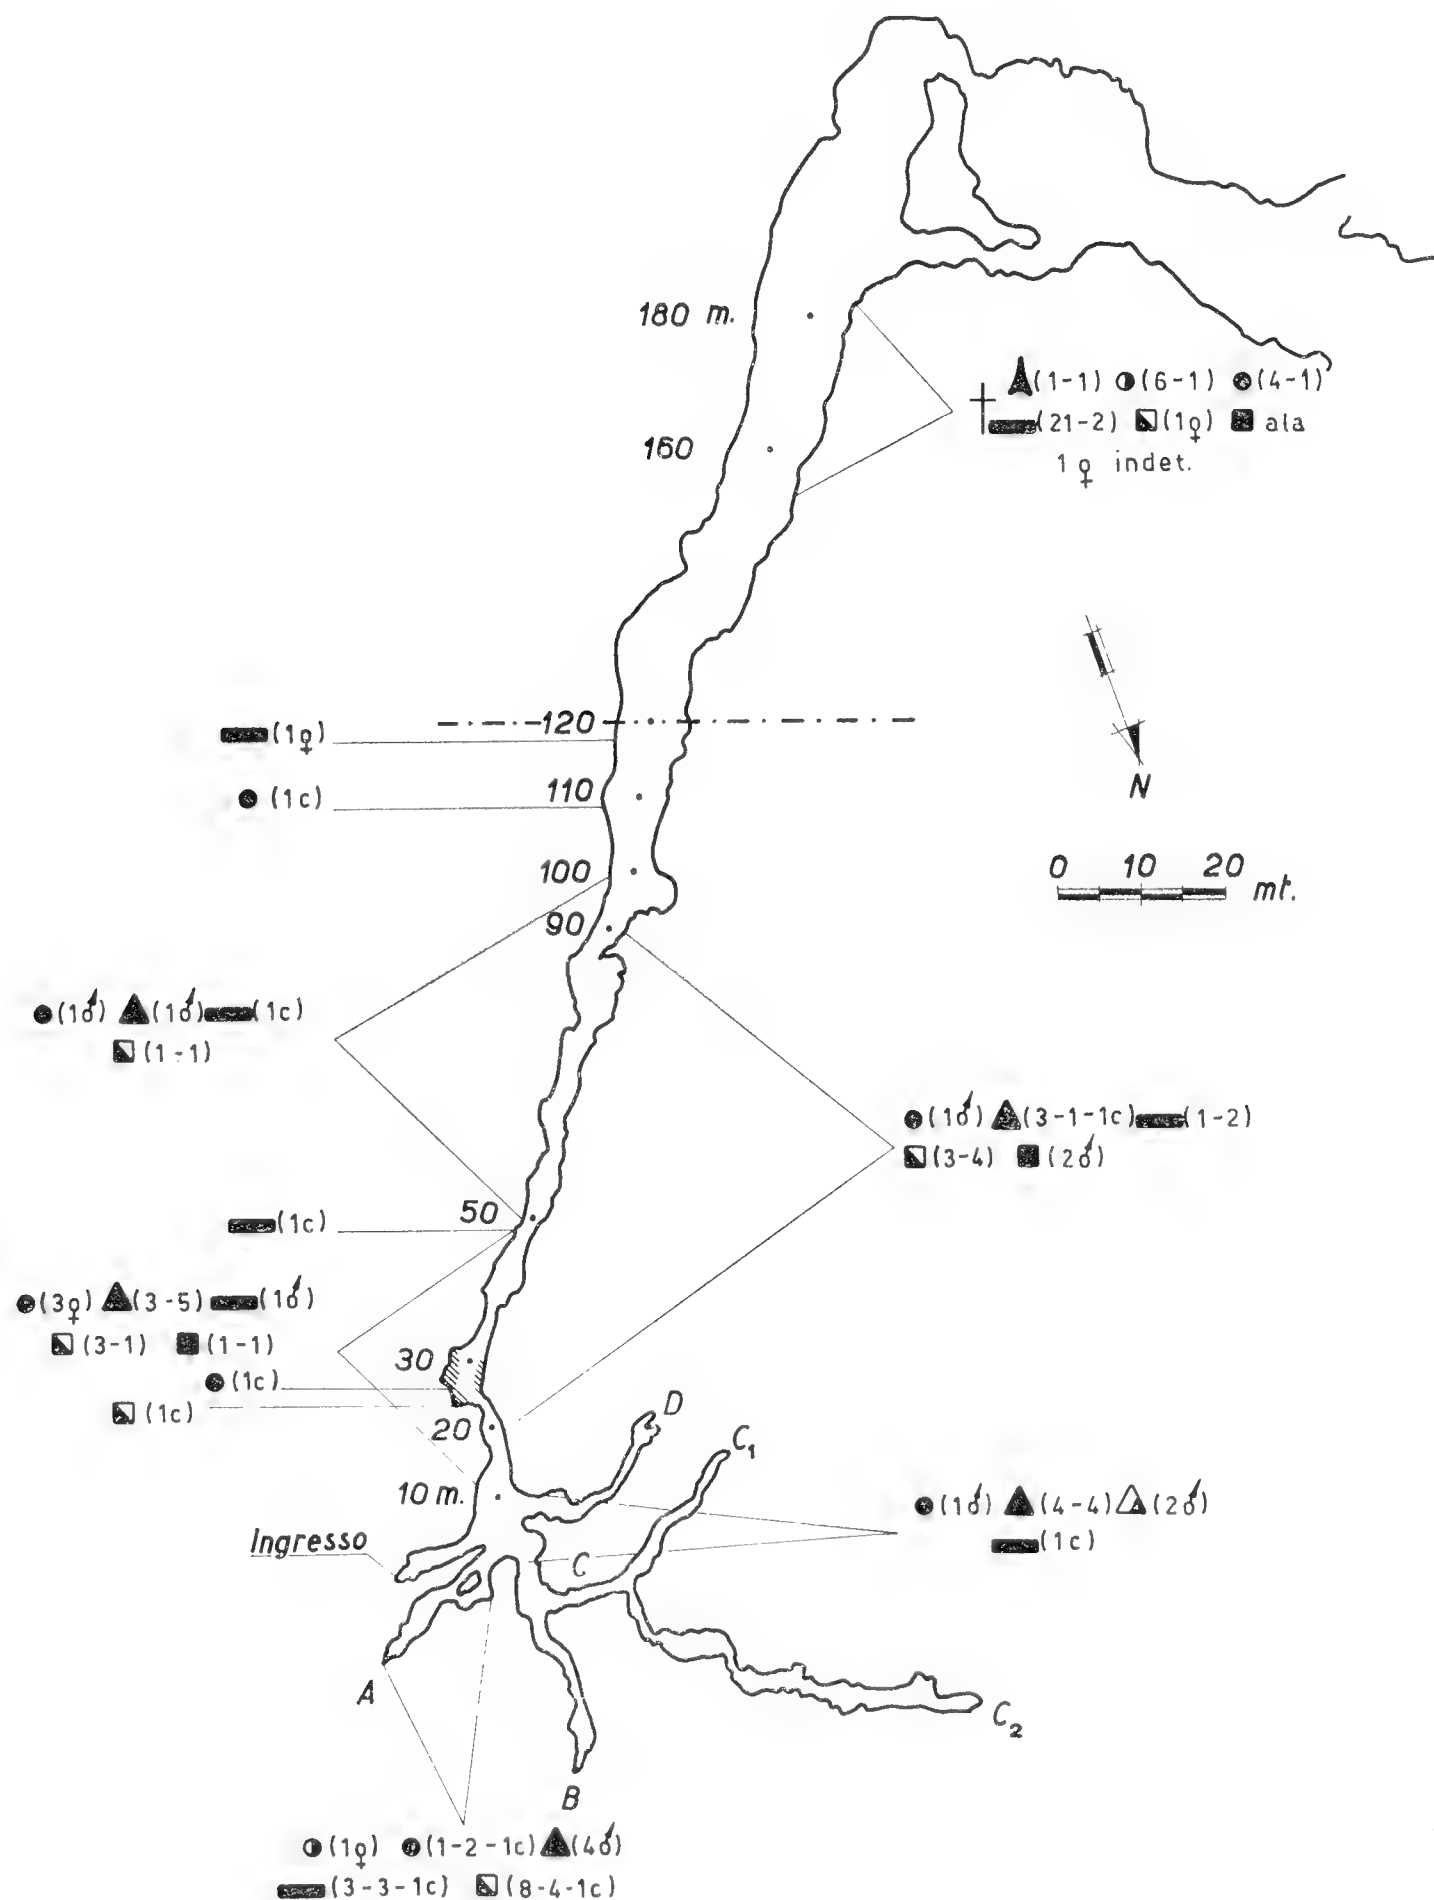 180 m.
(1-1) (6-1) (4-1)
(21-2) (1♀) ala
1♀ indet.
160
120
(1♀)
110
(1c)
N
100
0 10 20 mt.
90
(1♂) (1♂) (1c)
(1-1)
(1♂) (3-1-1c) (1-2)
(3-4) (2♂)
50
(1c)
(3♀) (3-5) (1♂)
(3-1) (1-1)
30
(1c)
(1c)
20
D
C1
10 m.
(1♂) (4-4) (2♂)
(1c)
Ingresso
C
A
C2
B
(1♀) (1-2-1c) (4♂)
(3-3-1c) (8-4-1c)